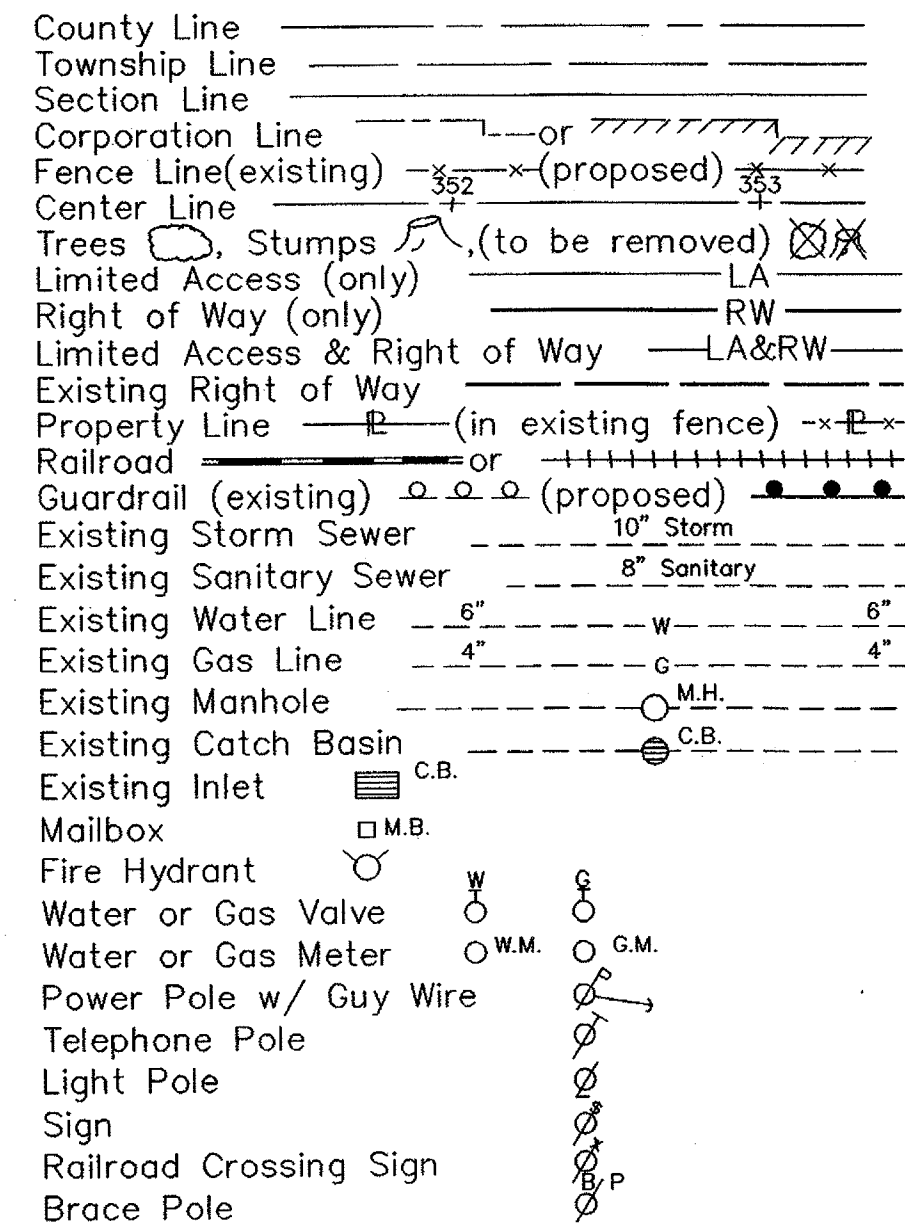 County Line
Township Line
Section Line
Corporation Line or
Fence Line(existing) (proposed)
352 353
Center Line
Trees , Stumps ,(to be removed)
Limited Access (only) LA
Right of Way (only) RW
Limited Access & Right of Way LA&RW
Existing Right of Way
Property Line PL (in existing fence) PL
Railroad or
Guardrail (existing) (proposed)
Existing Storm Sewer 10" Storm
Existing Sanitary Sewer 8" Sanitary
Existing Water Line 6" W 6"
Existing Gas Line 4" G 4"
Existing Manhole M.H.
Existing Catch Basin C.B.
Existing Inlet C.B.
Mailbox M.B.
Fire Hydrant
W G
Water or Gas Valve
Water or Gas Meter W.M. G.M.
Power Pole w/ Guy Wire P
Telephone Pole T
Light Pole L
Sign S
Railroad Crossing Sign X
Brace Pole B P